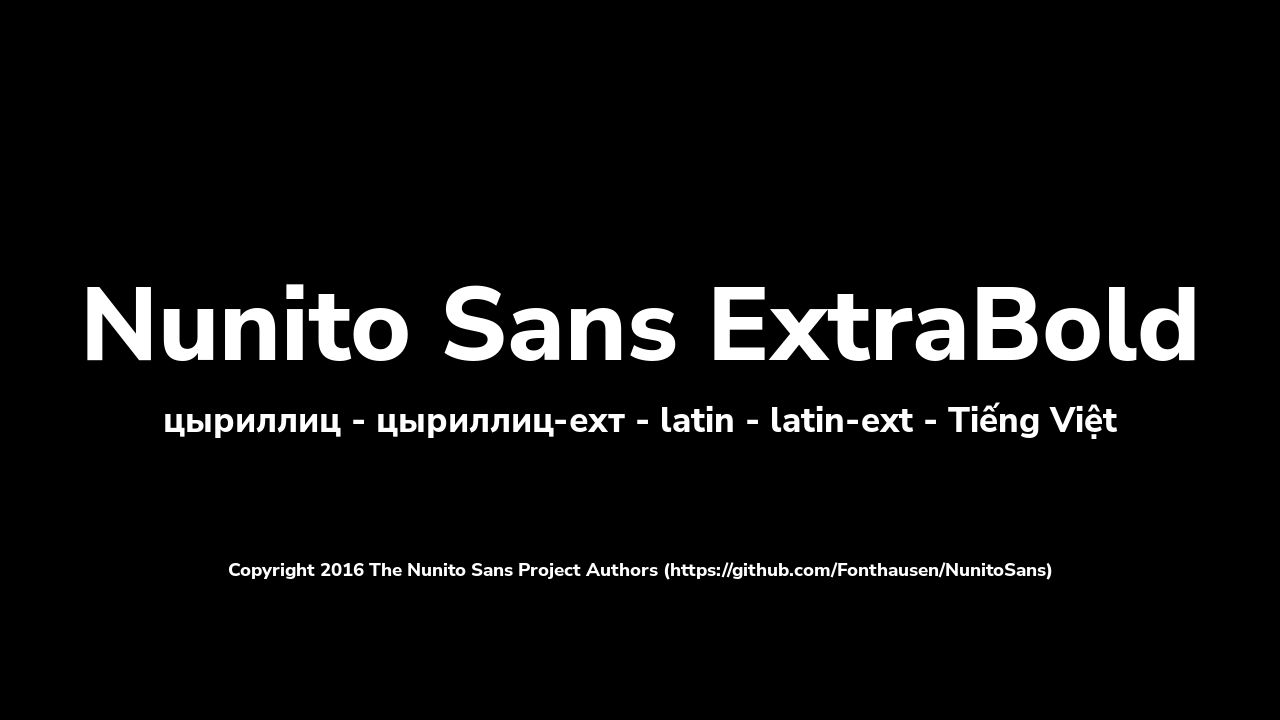 Nunito Sans ExtraBold
цыриллиц - цыриллиц-ехт - latin - latin-ext - Tiếng Việt
Copyright 2016 The Nunito Sans Project Authors (https://github.com/Fonthausen/NunitoSans)